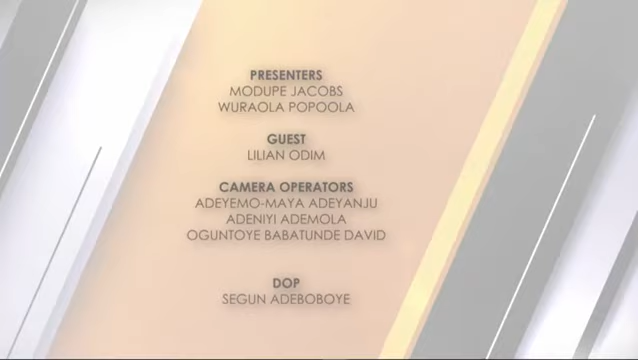 PRESENTERS
MODUPE JACOBS
WURAOLA POPOOLA
GUEST
LILIAN ODIM
CAMERA OPERATORS
ADEYEMO-MAYA ADEYANJU
ADENIYI ADEMOLA
OGUNTOYE BABATUNDE DAVID
DOP
SEGUN ADEBOBOYE